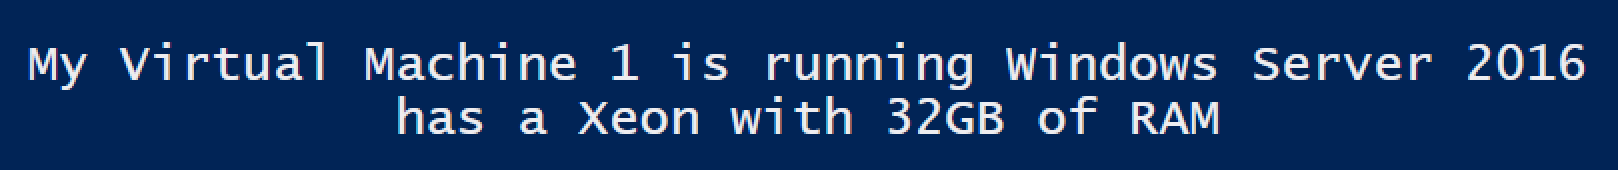 My Virtual Machine 1 is running Windows Server 2016
has a Xeon with 32GB of RAM